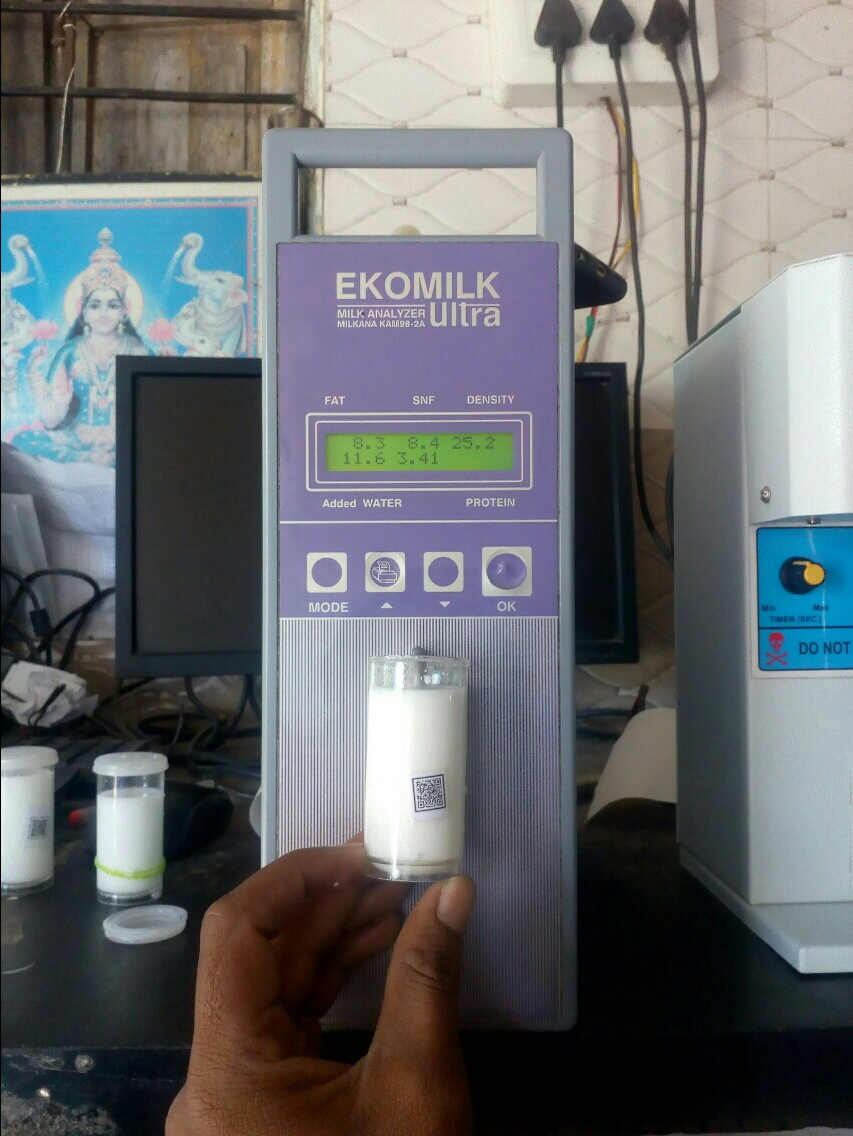 EKOMILK
MILK ANALYZER
MILKANA KAM98-2A
Ultra
FAT SNF DENSITY
8.3 8.4 25.2
11.6 3.41
Added WATER PROTEIN
MODE OK
Min Max
TIMER (SEC)
DO NOT